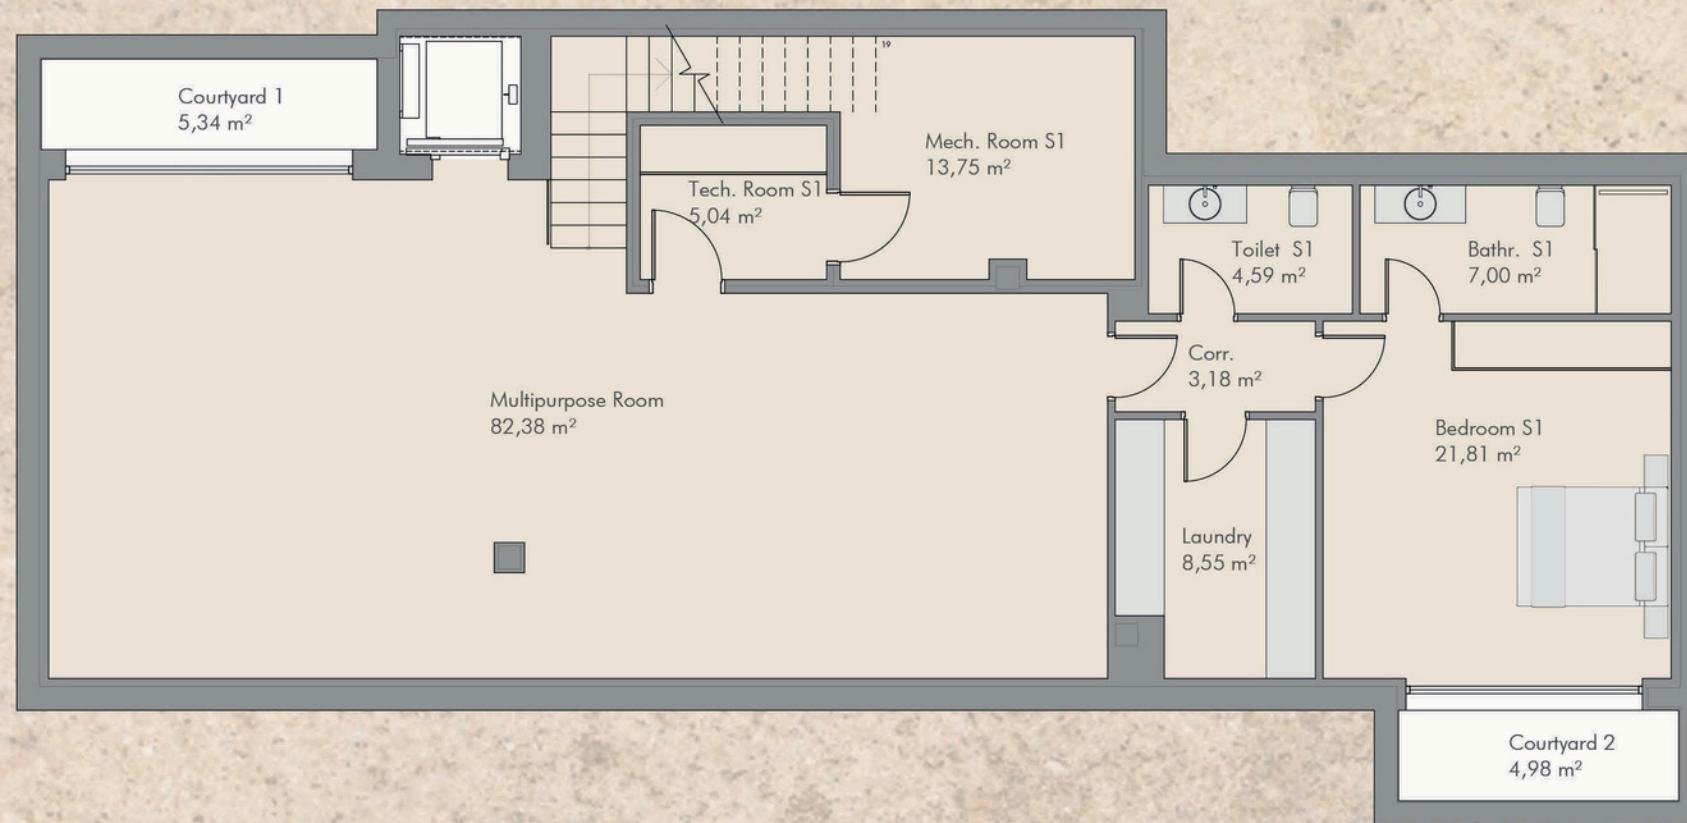 Courtyard 1
5,34 m²
19
Mech. Room S1
13,75 m²
Tech. Room S1
5,04 m²
Toilet S1
4,59 m²
Bathr. S1
7,00 m²
Corr.
3,18 m²
Multipurpose Room
82,38 m²
Bedroom S1
21,81 m²
Laundry
8,55 m²
Courtyard 2
4,98 m²